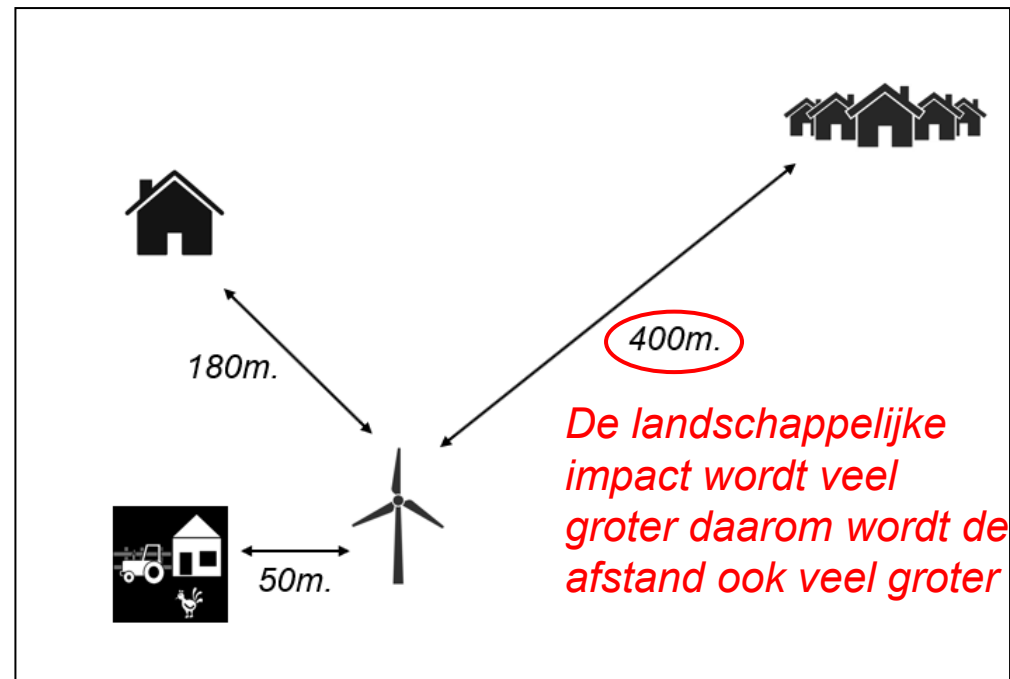 400m.
180m.
De landschappelijke
impact wordt veel
groter daarom wordt de
afstand ook veel groter
50m.